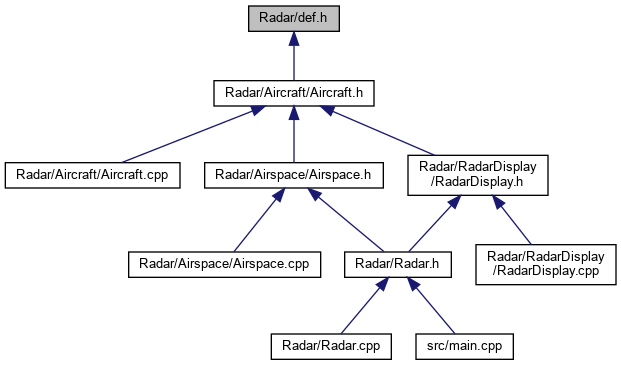 Radar/def.h
Radar/Aircraft/Aircraft.h
Radar/Aircraft/Aircraft.cpp
Radar/Airspace/Airspace.h
Radar/RadarDisplay
/RadarDisplay.h
Radar/Airspace/Airspace.cpp
Radar/Radar.h
Radar/RadarDisplay
/RadarDisplay.cpp
Radar/Radar.cpp
src/main.cpp